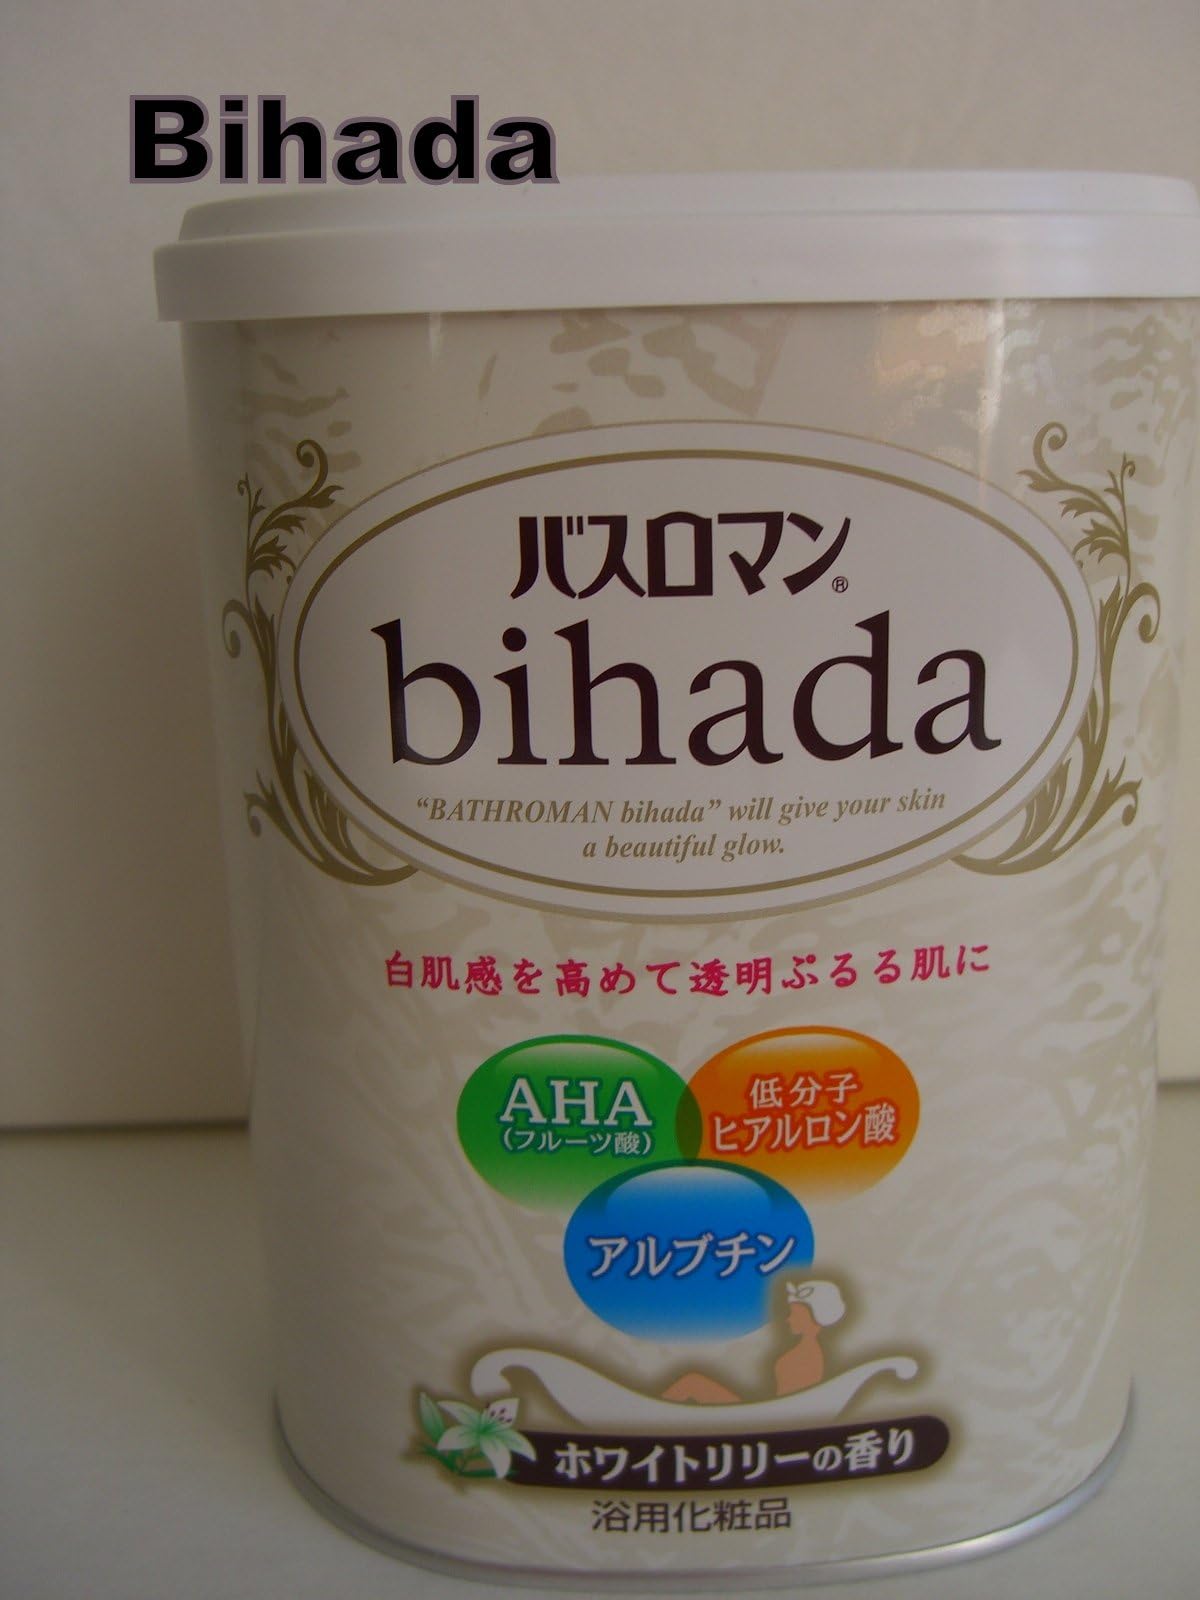 Bihada
バスロマン®
bihada
“BATHROMAN bihada” will give your skin
a beautiful glow.
白肌感を高めて透明ぷるる肌に
AHA
(フルーツ酸)
低分子
ヒアルロン酸
アルブチン
ホワイトリリーの香り
浴用化粧品